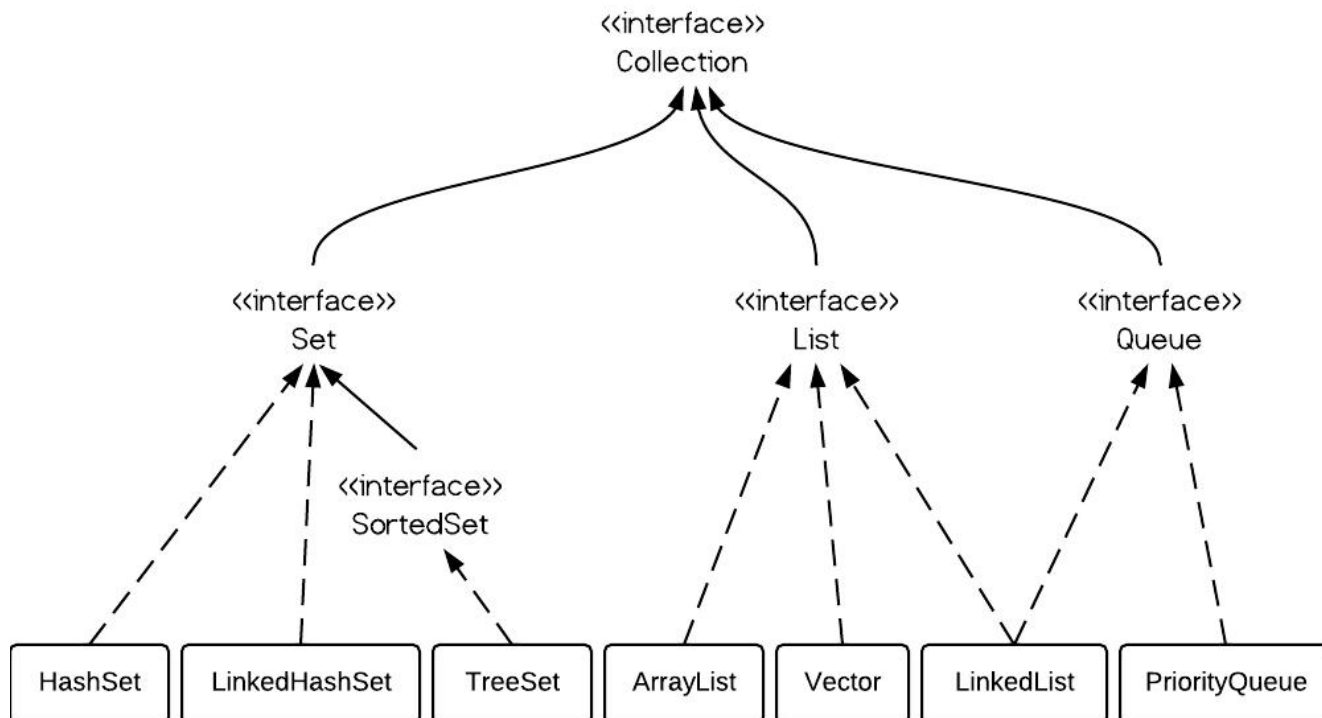 <<interface>>
Collection
<<interface>>
Set
<<interface>>
List
<<interface>>
Queue
<<interface>>
SortedSet
HashSet
LinkedHashSet
TreeSet
ArrayList
Vector
LinkedList
PriorityQueue